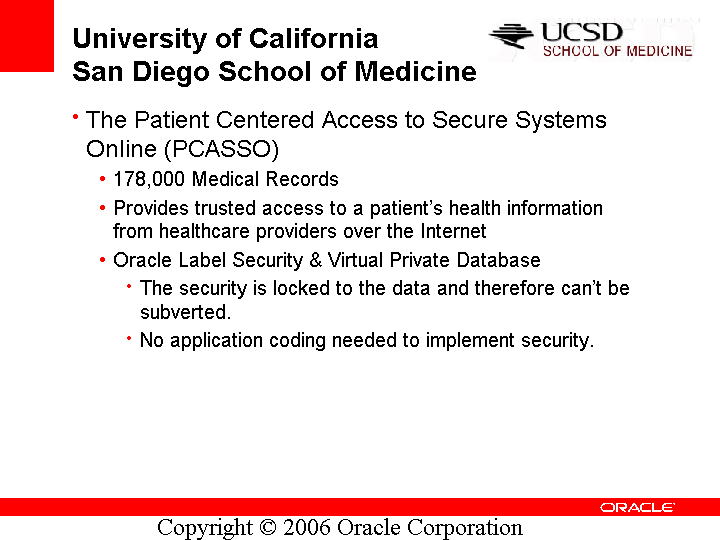 University of California
San Diego School of Medicine
UCSD
SCHOOL OF MEDICINE
• The Patient Centered Access to Secure Systems
Online (PCASSO)
• 178,000 Medical Records
• Provides trusted access to a patient’s health information
from healthcare providers over the Internet
• Oracle Label Security & Virtual Private Database
• The security is locked to the data and therefore can’t be
subverted.
• No application coding needed to implement security.
ORACLE
Copyright © 2006 Oracle Corporation